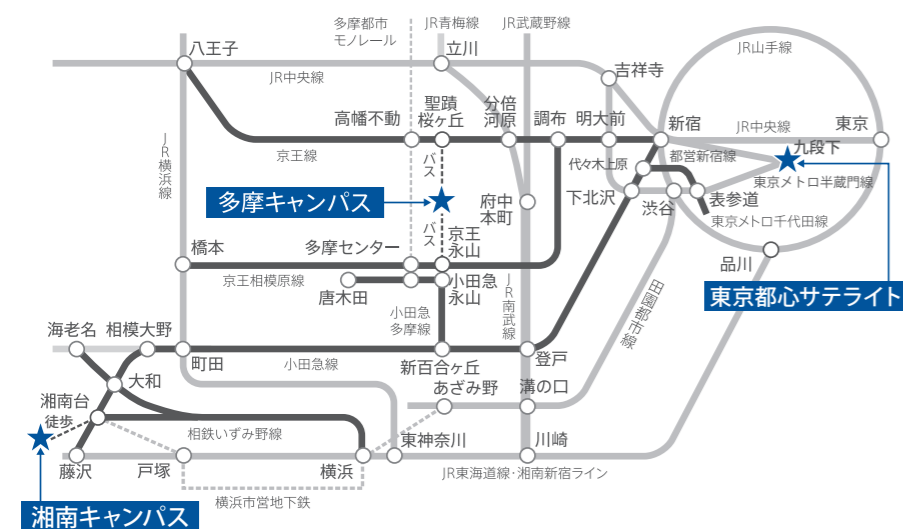 多摩都市
モノレール
JR青梅線
JR武蔵野線
JR山手線
八王子
立川
吉祥寺
JR中央線
高幡不動
聖蹟
桜ヶ丘
分倍
河原
調布
明大前
新宿
JR中央線
東京
京王線
バス
代々木上原
都営新宿線
九段下
JR横浜線
東京メトロ半蔵門線
多摩キャンパス
府中
本町
下北沢
渋谷
表参道
東京メトロ千代田線
バス
橋本
多摩センター
京王
永山
品川
京王相模原線
唐木田
小田急
永山
JR南武線
田園都市線
東京都心サテライト
小田急
多摩線
海老名
相模大野
町田
小田急線
新百合ヶ丘
登戸
大和
あざみ野
溝の口
湘南台
徒歩
相鉄いずみ野線
東神奈川
川崎
藤沢
戸塚
横浜
JR東海道線・湘南新宿ライン
横浜市営地下鉄
湘南キャンパス